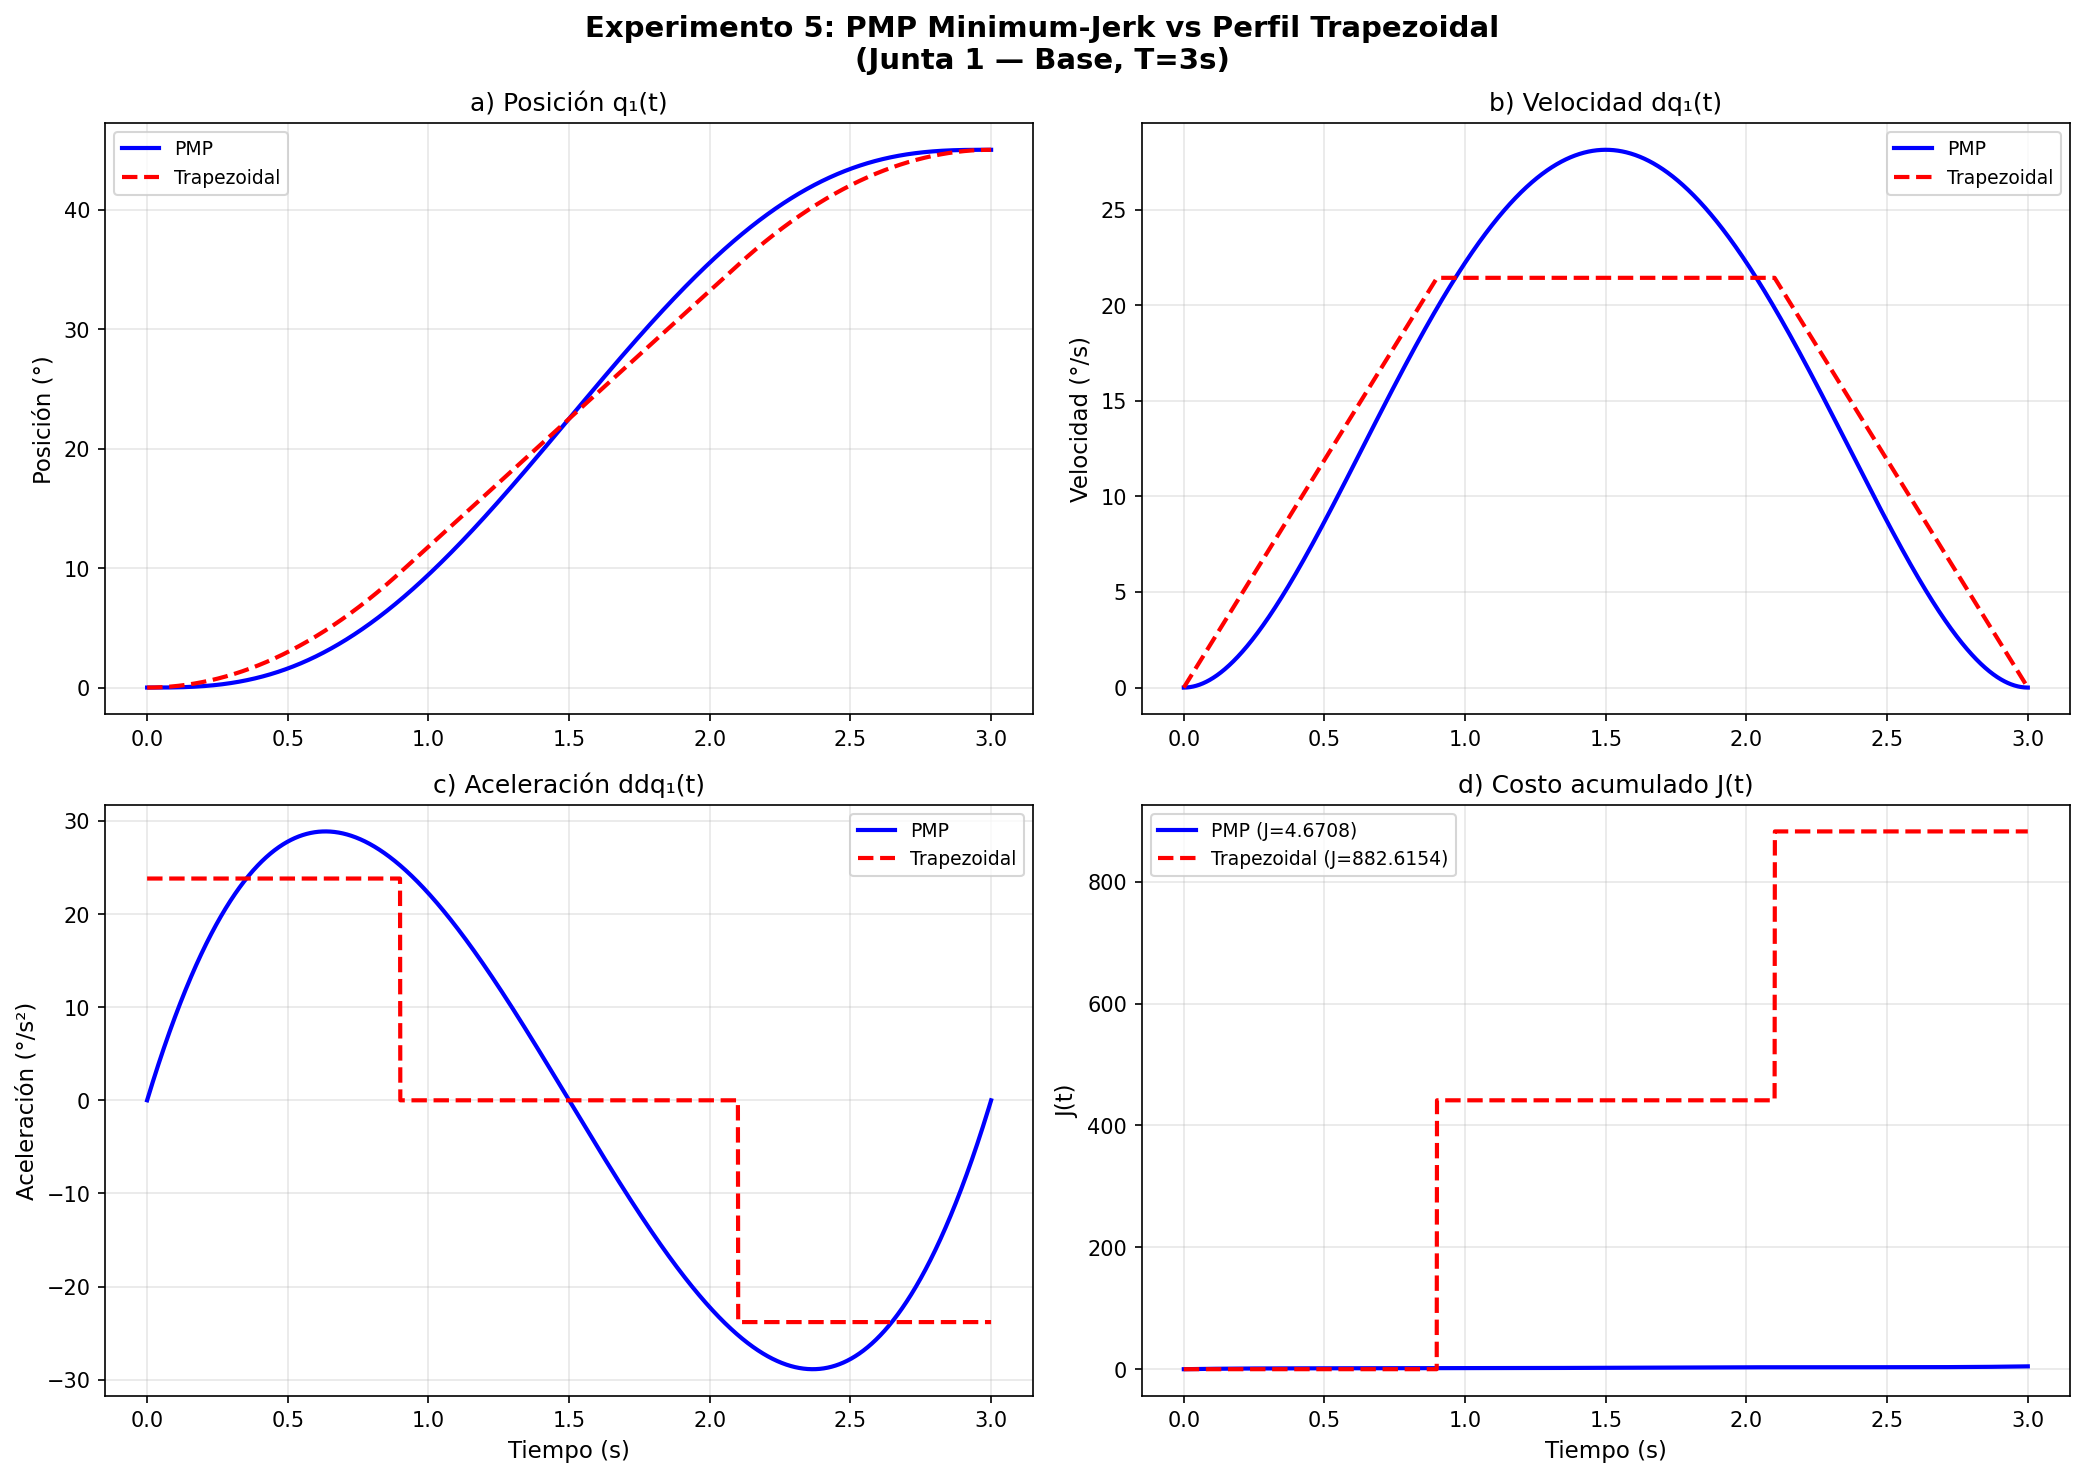 Experimento 5: PMP Minimum-Jerk vs Perfil Trapezoidal
(Junta 1 — Base, T=3s)
a) Posición q₁(t)
PMP
Trapezoidal
Posición (°)
40
30
20
10
0
0.0 0.5 1.0 1.5 2.0 2.5 3.0
b) Velocidad dq₁(t)
PMP
Trapezoidal
Velocidad (°/s)
25
20
15
10
5
0
0.0 0.5 1.0 1.5 2.0 2.5 3.0
c) Aceleración ddq₁(t)
PMP
Trapezoidal
Aceleración (°/s²)
30
20
10
0
−10
−20
−30
0.0 0.5 1.0 1.5 2.0 2.5 3.0
Tiempo (s)
d) Costo acumulado J(t)
PMP (J=4.6708)
Trapezoidal (J=882.6154)
J(t)
800
600
400
200
0
0.0 0.5 1.0 1.5 2.0 2.5 3.0
Tiempo (s)